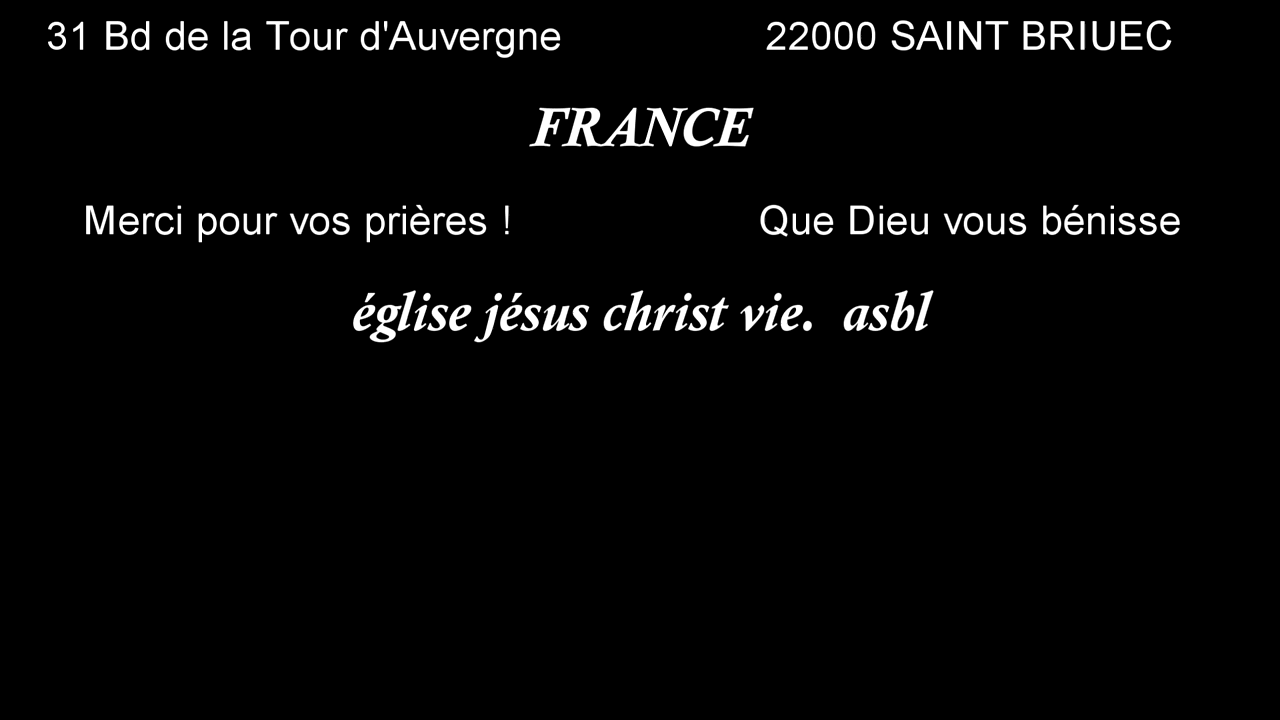 31 Bd de la Tour d'Auvergne 22000 SAINT BRIUEC
FRANCE
Merci pour vos prières ! Que Dieu vous bénisse
église jésus christ vie. asbl